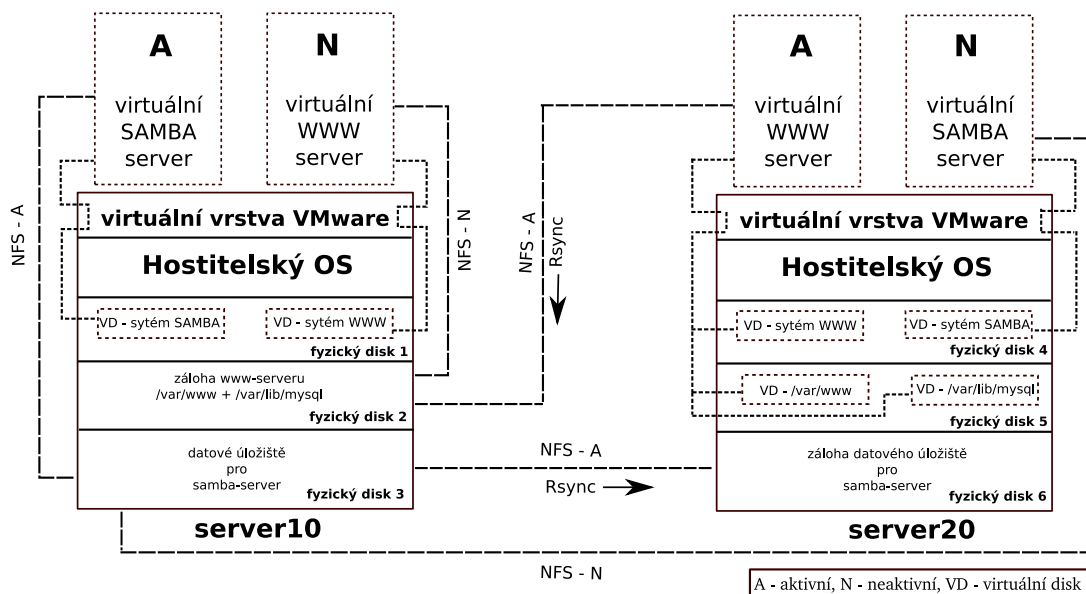 A
virtuální
SAMBA
server
N
virtuální
WWW
server
A
virtuální
WWW
server
N
virtuální
SAMBA
server
NFS - A
NFS - N
NFS - A
Rsync
virtuální vrstva VMware
Hostitelský OS
VD - sytém SAMBA
VD - sytém WWW
fyzický disk 1
záloha www-serveru
/var/www + /var/lib/mysql
fyzický disk 2
datové úložiště
pro
samba-server
fyzický disk 3
server10
NFS - A
Rsync
virtuální vrstva VMware
Hostitelský OS
VD - sytém WWW
VD - sytém SAMBA
fyzický disk 4
VD - /var/www
VD - /var/lib/mysql
fyzický disk 5
záloha datového úložiště
pro
samba-server
fyzický disk 6
server20
NFS - N
A - aktivní, N - neaktivní, VD - virtuální disk